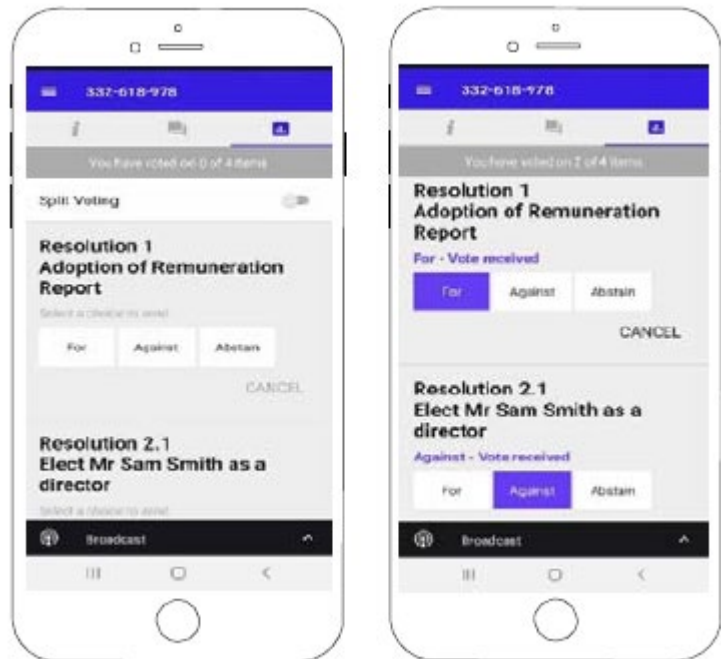 332-618-978
You have voted on 0 of 4 items
Split Voting
Resolution 1
Adoption of Remuneration
Report
Select a choice to send
For Against Abstain
CANCEL
Resolution 2.1
Elect Mr Sam Smith as a
director
Select a choice to send
Broadcast
332-618-978
You have voted on 2 of 4 items
Resolution 1
Adoption of Remuneration
Report
For - Vote received
For Against Abstain
CANCEL
Resolution 2.1
Elect Mr Sam Smith as a
director
Against - Vote received
For Against Abstain
Broadcast